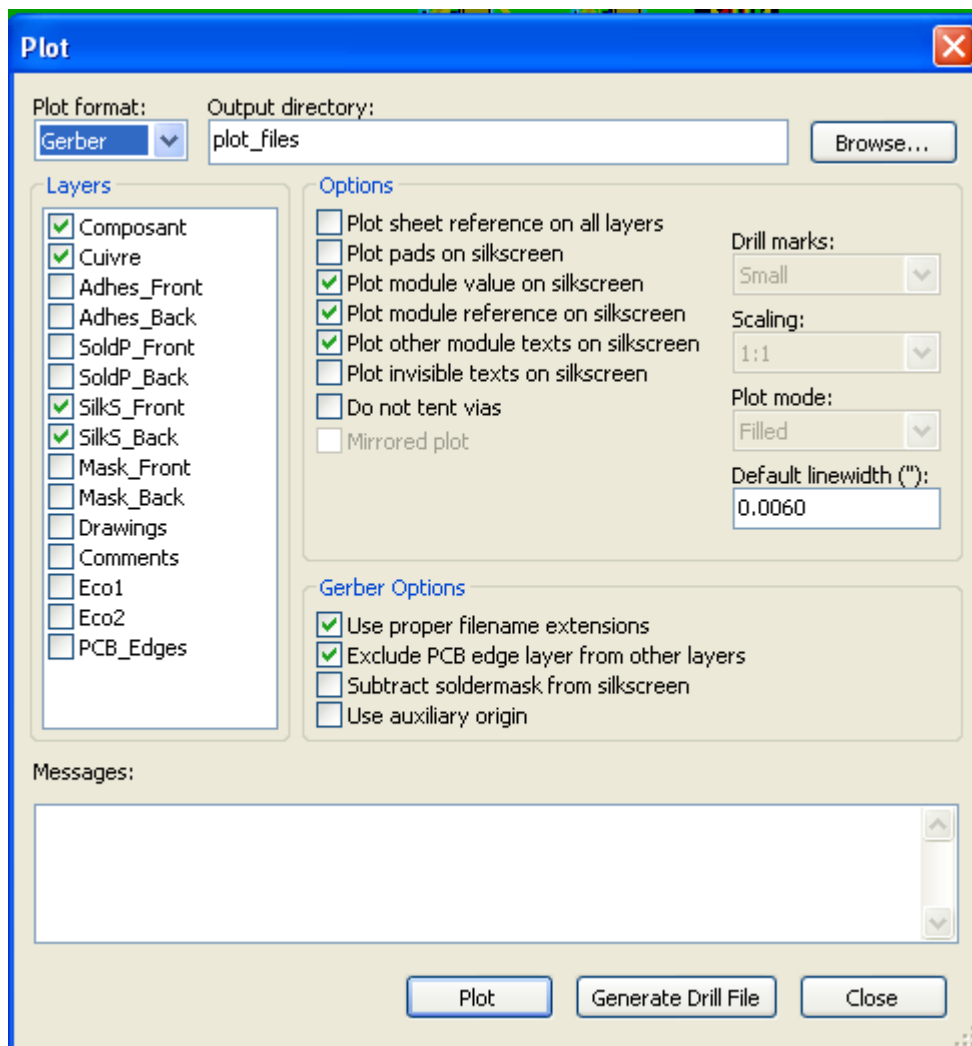 Plot
Plot format:
Output directory:
Gerber
plot_files
Browse...
Layers
Composant
Cuivre
Adhes_Front
Adhes_Back
SoldP_Front
SoldP_Back
SilkS_Front
SilkS_Back
Mask_Front
Mask_Back
Drawings
Comments
Eco1
Eco2
PCB_Edges
Options
Plot sheet reference on all layers
Plot pads on silkscreen
Plot module value on silkscreen
Plot module reference on silkscreen
Plot other module texts on silkscreen
Plot invisible texts on silkscreen
Do not tent vias
Mirrored plot
Drill marks:
Small
Scaling:
1:1
Plot mode:
Filled
Default linewidth ("):
0.0060
Gerber Options
Use proper filename extensions
Exclude PCB edge layer from other layers
Subtract soldermask from silkscreen
Use auxiliary origin
Messages:
Plot
Generate Drill File
Close